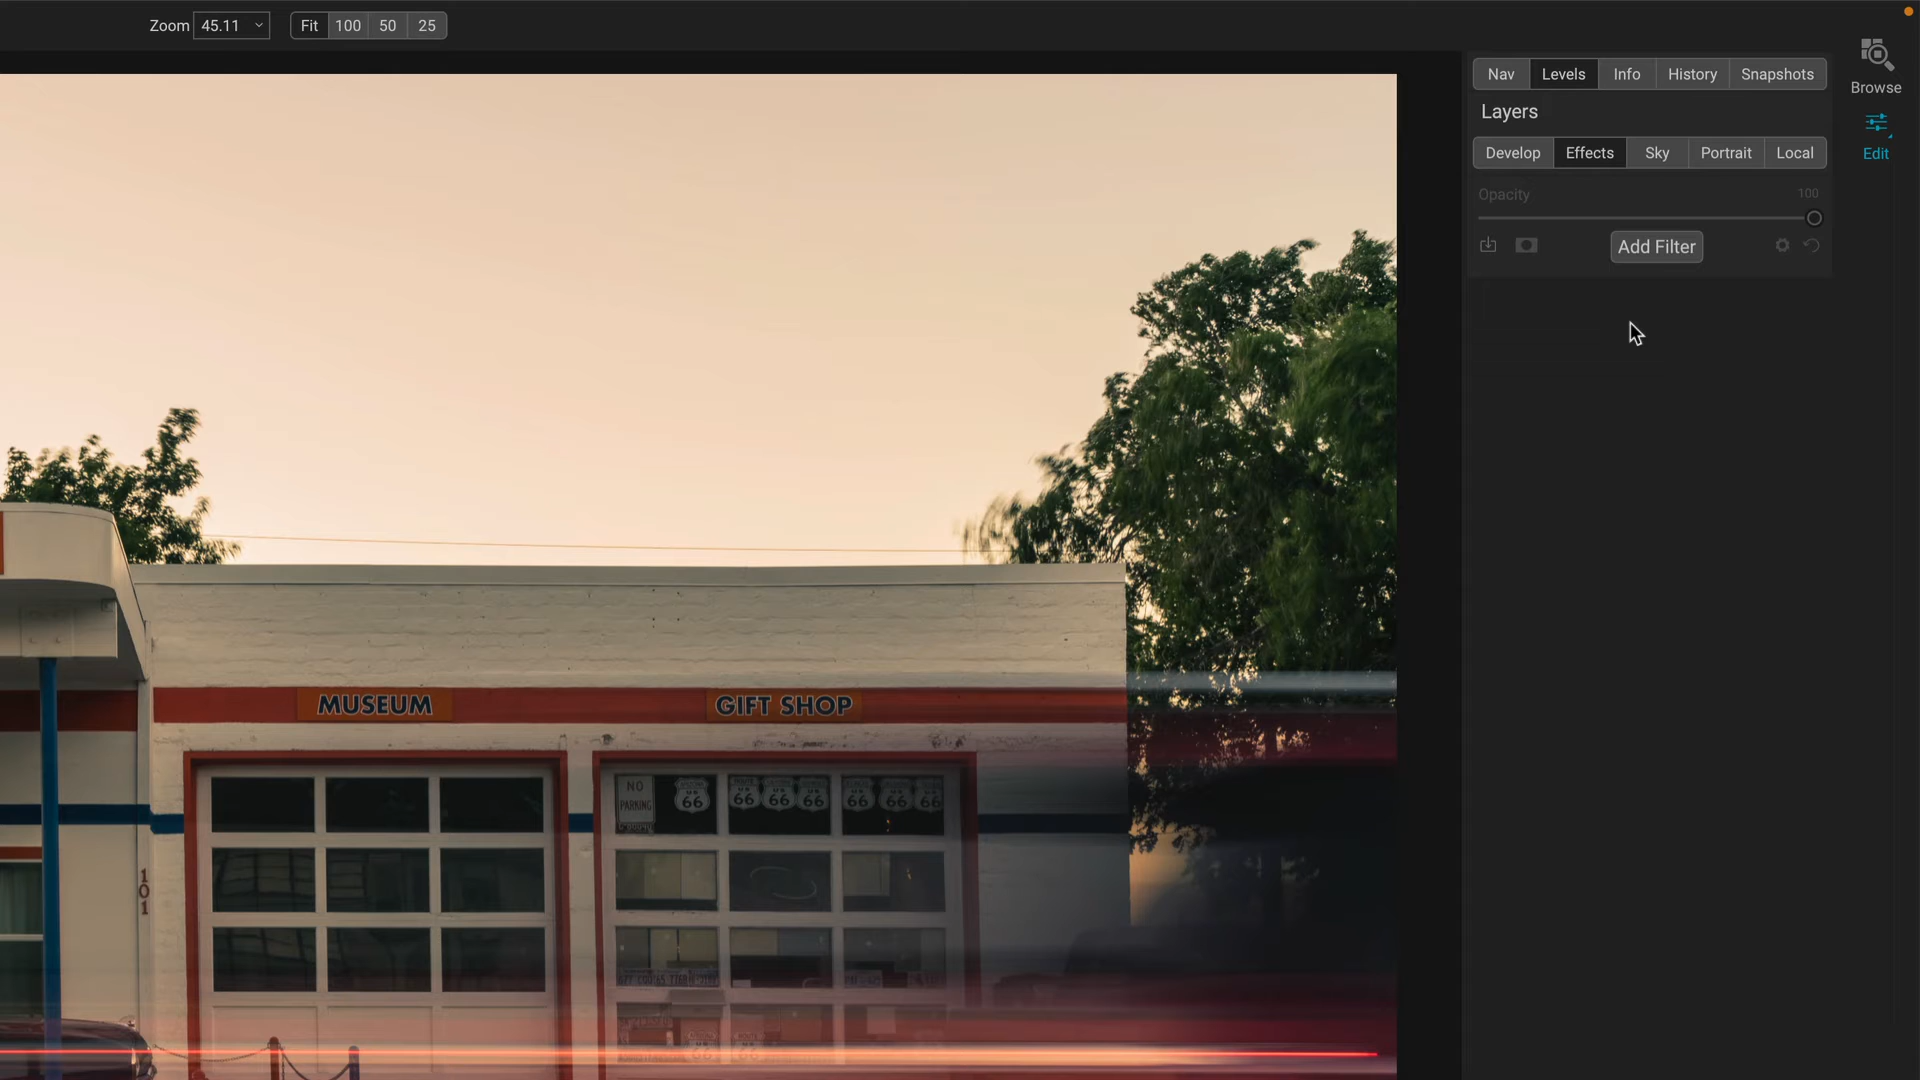 Zoom 45.11 Fit 100 50 25
Nav Levels Info History Snapshots
Browse
Layers
Develop Effects Sky Portrait Local
Edit
Opacity 100
Add Filter
MUSEUM GIFT SHOP
NO
PARKING
US 66
66 66 66
66 66 66
101